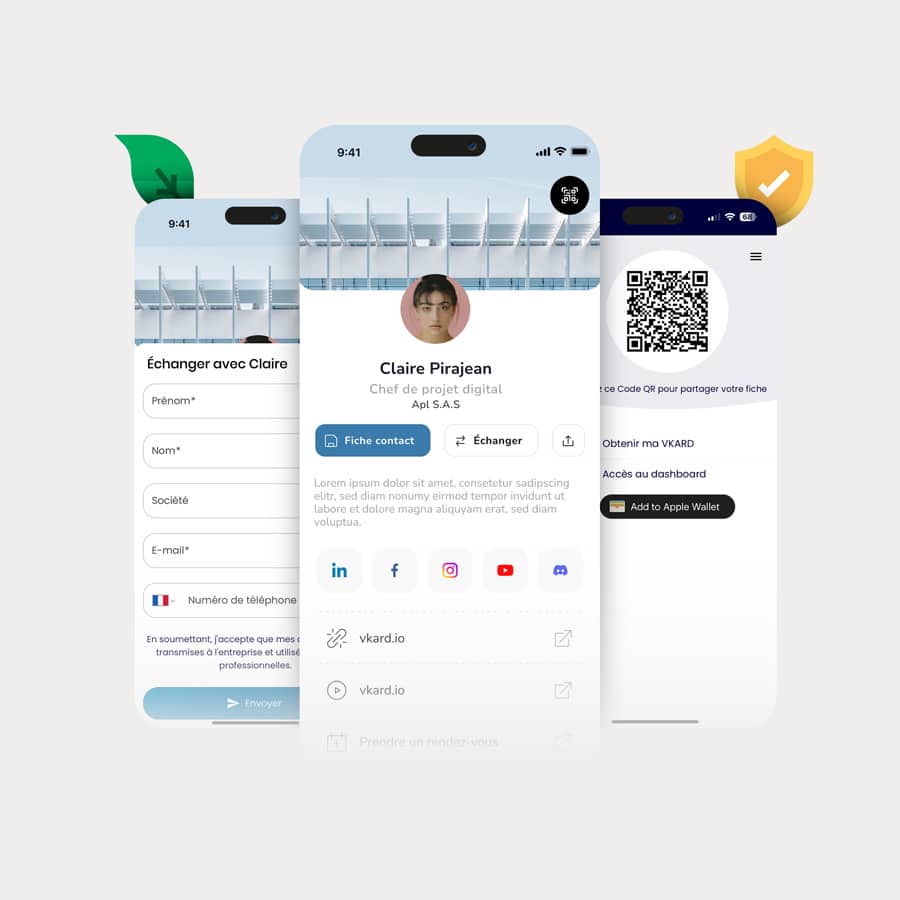 9:41
Échanger avec Claire
Prénom*
Nom*
Société
E-mail*
Numéro de téléphone
En soumettant, j'accepte que mes
transmises à l'entreprise et utilisé
professionnelles.
Envoyer
9:41
Claire Pirajean
Chef de projet digital
Apl S.A.S
Fiche contact
Échanger
Lorem ipsum dolor sit amet, consetetur sadipscing
elitr, sed diam nonumy eirmod tempor invidunt ut
labore et dolore magna aliquyam erat, sed diam
voluptua.
in
f
vkard.io
vkard.io
Prendre un rendez-vous
68
ce Code QR pour partager votre fiche
Obtenir ma VKARD
Accès au dashboard
Add to Apple Wallet